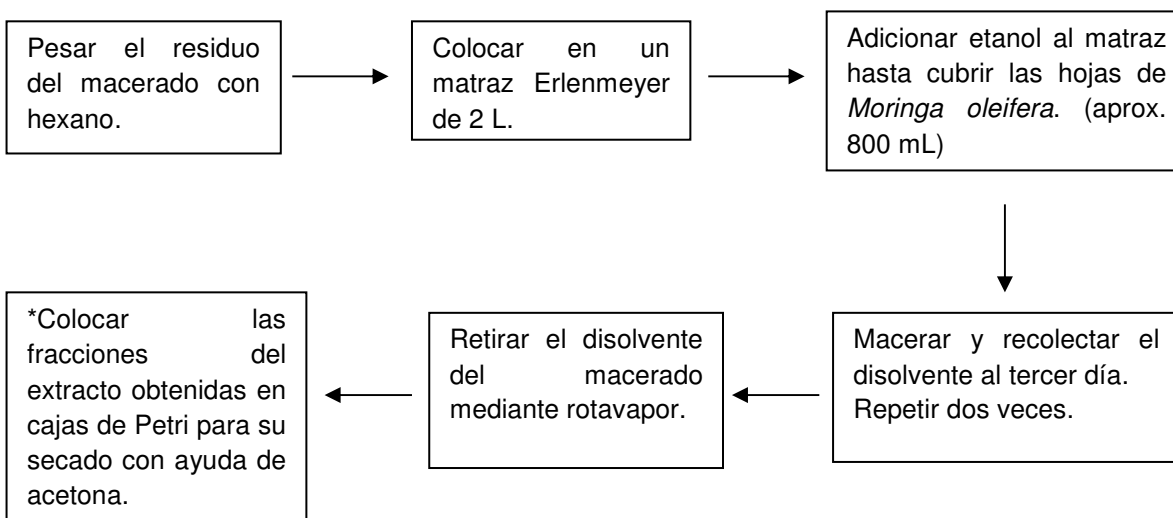 Pesar el residuo
del macerado con
hexano.
Colocar en un
matraz Erlenmeyer
de 2 L.
Adicionar etanol al matraz
hasta cubrir las hojas de
Moringa oleifera. (aprox.
800 mL)
Macerar y recolectar el
disolvente al tercer día.
Repetir dos veces.
Retirar el disolvente
del macerado
mediante rotavapor.
*Colocar las
fracciones del
extracto obtenidas en
cajas de Petri para su
secado con ayuda de
acetona.